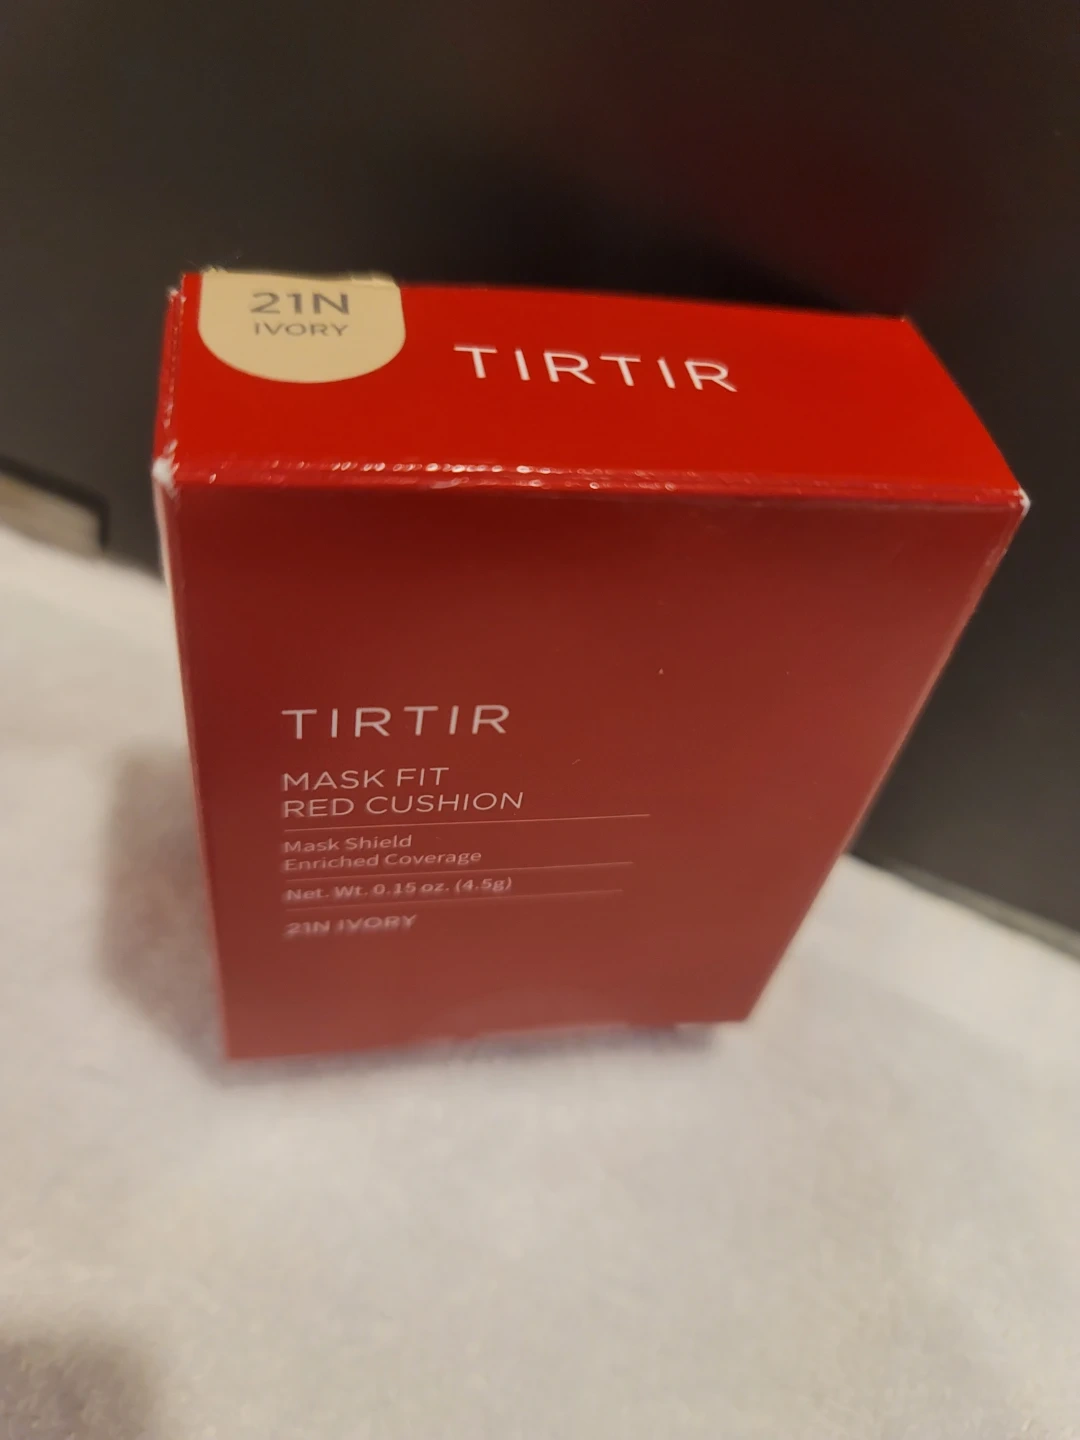 21N
IVORY
TIRTIR
TIRTIR
MASK FIT
RED CUSHION
Mask Shield
Enriched Coverage
Net. Wt. 0.15 oz. (4.5g)
21N IVORY